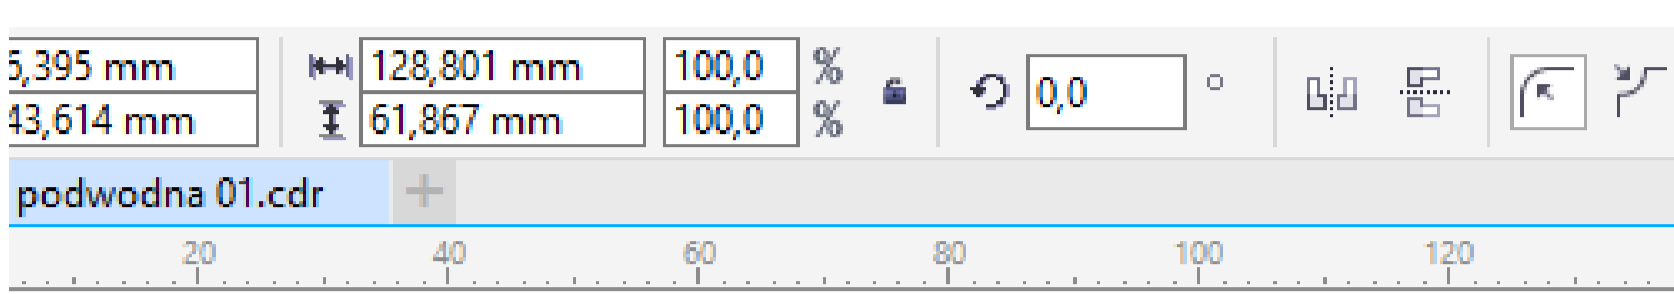 5,395 mm 128,801 mm 100,0 %
43,614 mm 61,867 mm 100,0 %
0,0 °
podwodna 01.cdr +
20 40 60 80 100 120